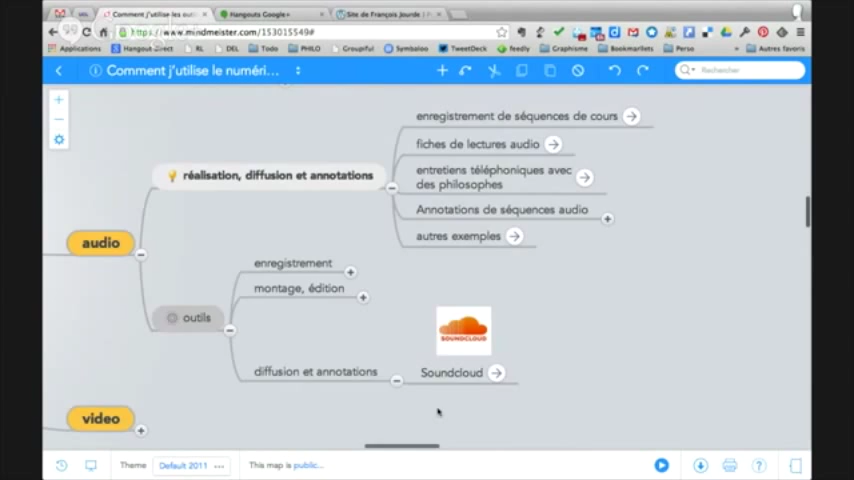 Comment j'utilise les outi
Hangouts Google+
Site de François Jourde | P
https://www.mindmeister.com/153015549#
Applications
Hangout Direct
RL
DEL
Todo
PHILO
Groupful
Symbaloo
TweetDeck
feedly
Graphisme
Bookmarklets
Perso
»
Autres favoris
Comment j'utilise le numéri...
Rechercher
enregistrement de séquences de cours
fiches de lectures audio
réalisation, diffusion et annotations
entretiens téléphoniques avec
des philosophes
Annotations de séquences audio
autres exemples
audio
enregistrement
montage, édition
outils
SOUNDCLOUD
diffusion et annotations
Soundcloud
video
Theme
Default 2011
This map is public...